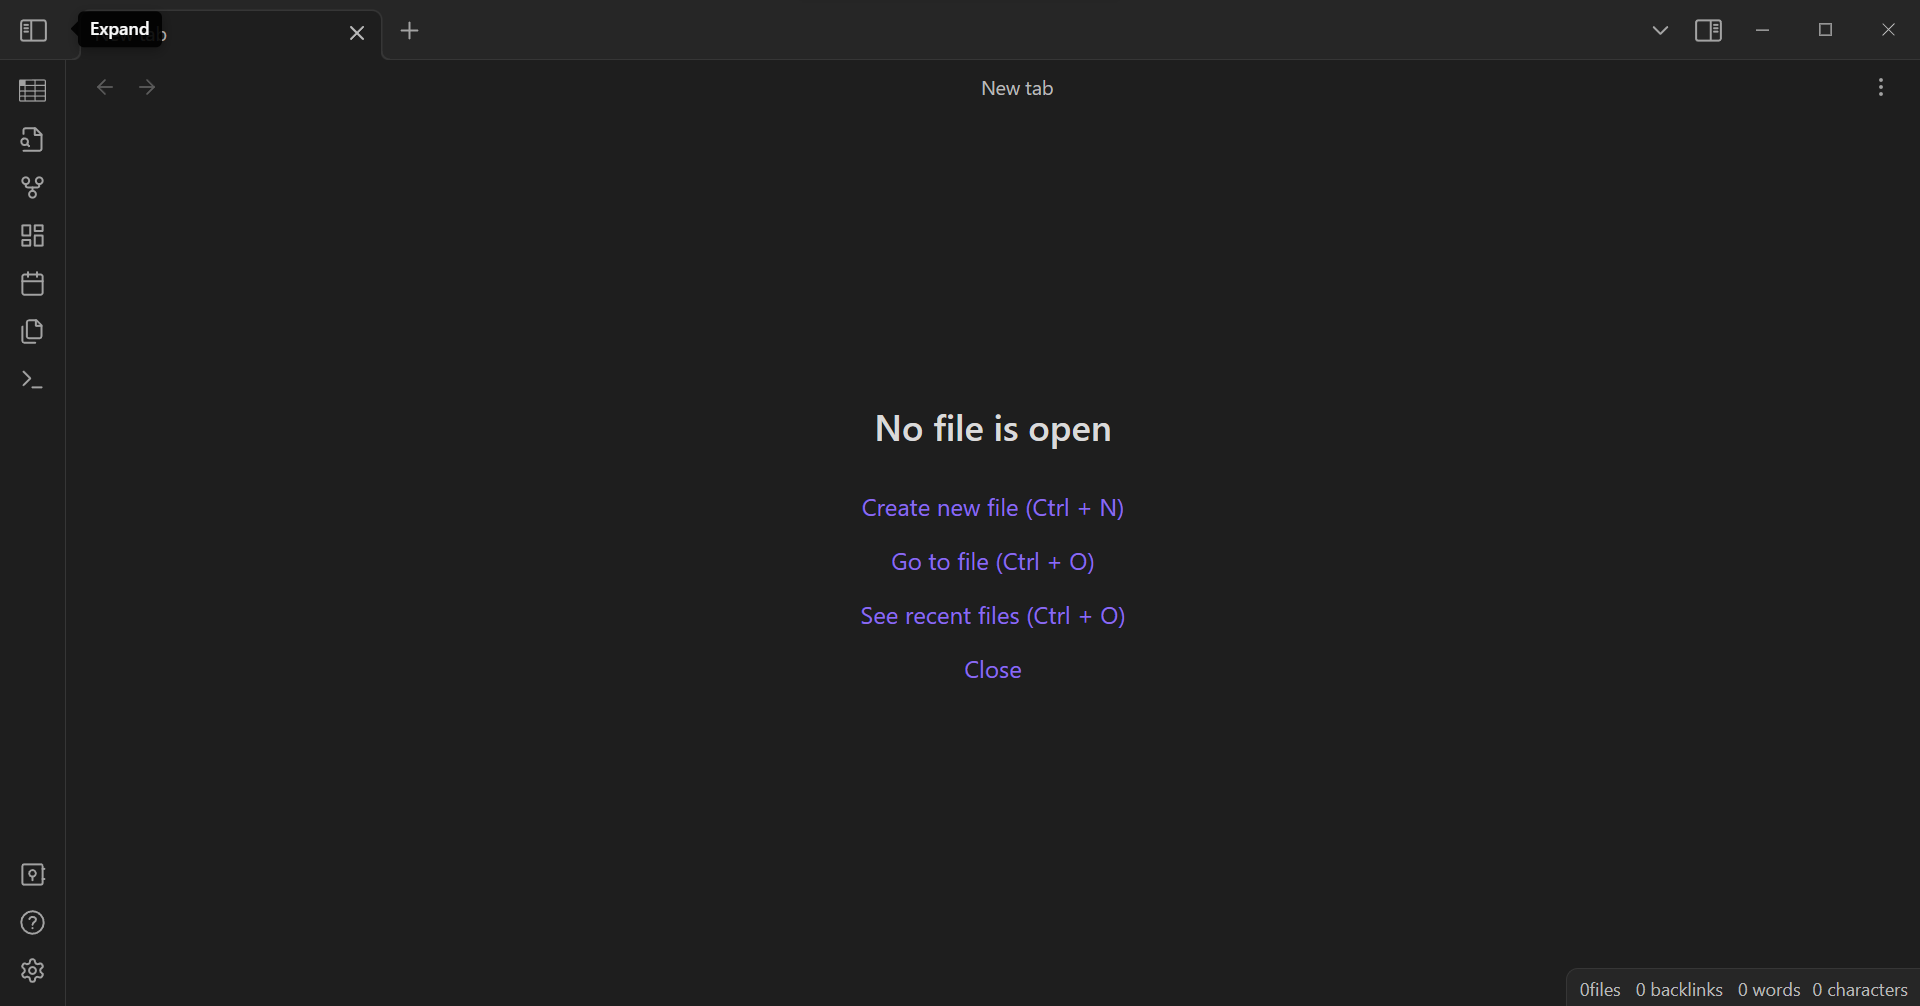 Expand
New tab
No file is open
Create new file (Ctrl + N)
Go to file (Ctrl + O)
See recent files (Ctrl + O)
Close
0files 0 backlinks 0 words 0 characters